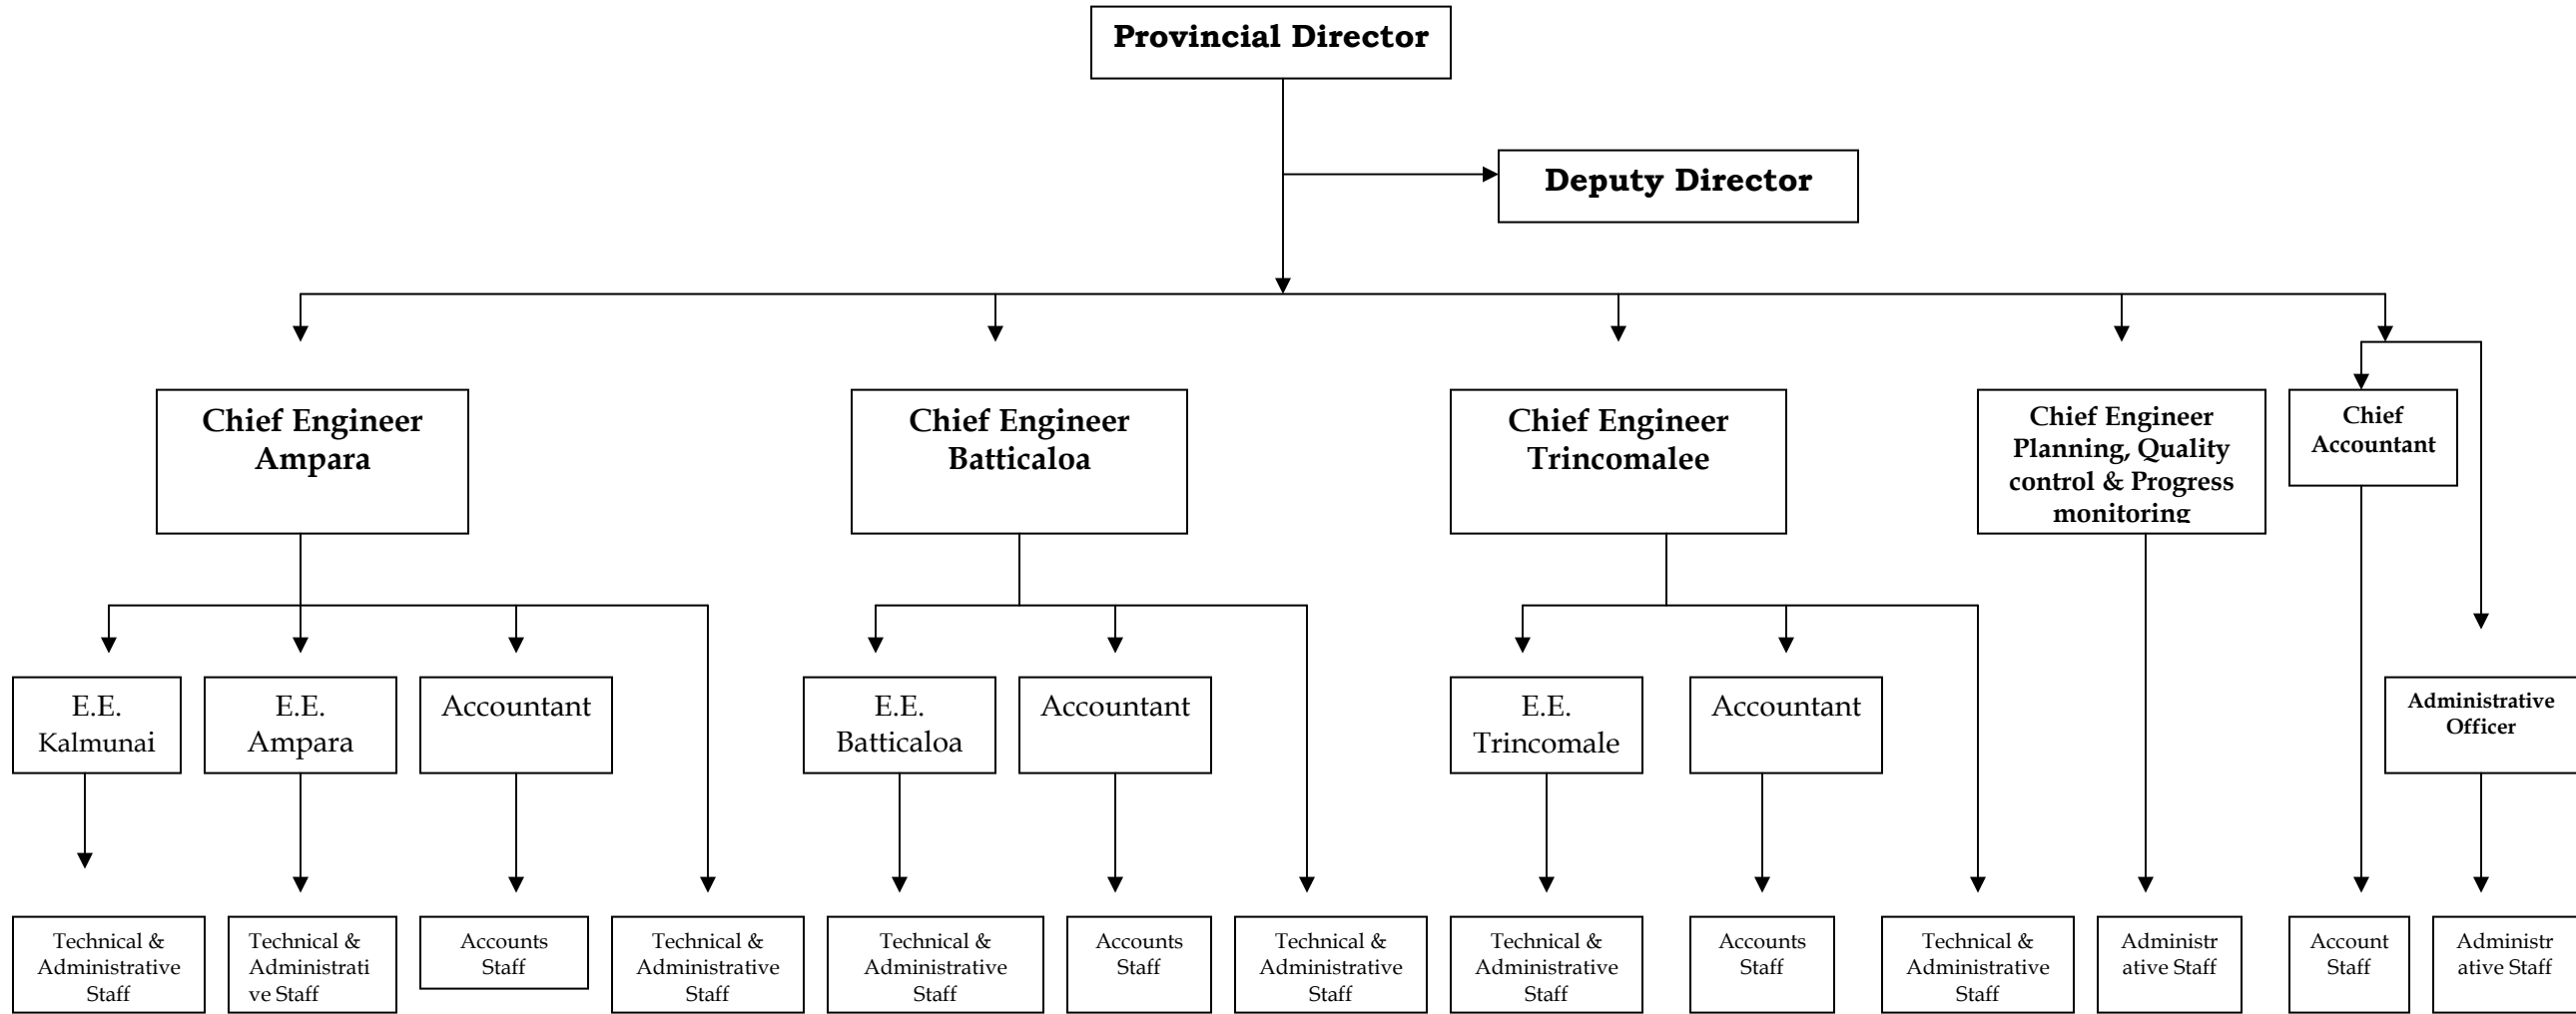 Provincial Director
Deputy Director
Chief Engineer
Ampara
Chief Engineer
Batticaloa
Chief Engineer
Trincomalee
Chief Engineer
Planning, Quality
control & Progress
monitoring
Chief
Accountant
E.E.
Kalmunai
E.E.
Ampara
Accountant
E.E.
Batticaloa
Accountant
E.E.
Trincomale
Accountant
Administrative
Officer
Technical &
Administrative
Staff
Technical &
Administrati
ve Staff
Accounts
Staff
Technical &
Administrative
Staff
Technical &
Administrative
Staff
Accounts
Staff
Technical &
Administrative
Staff
Technical &
Administrative
Staff
Accounts
Staff
Technical &
Administrative
Staff
Administr
ative Staff
Account
Staff
Administr
ative Staff